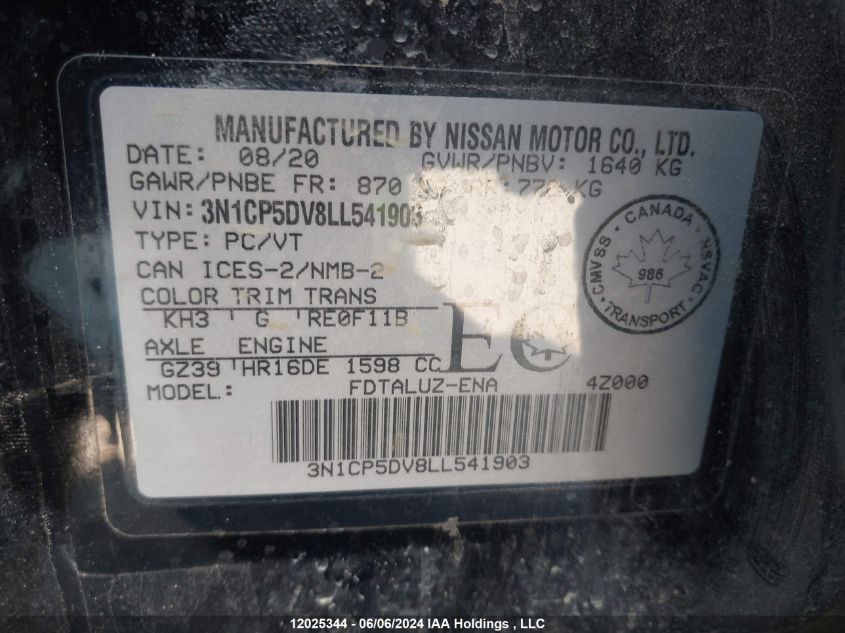 MANUFACTURED BY NISSAN MOTOR CO., LTD.
DATE: 08/20 GVWR/PNBV: 1640 KG
GAWR/PNBE FR: 870 KG
VIN: 3N1CP5DV8LL541903
TYPE: PC/VT
CAN ICES-2/NMB-2
COLOR TRIM TRANS
KH3 G RE0F11B
AXLE ENGINE
GZ39 HR16DE 1598 CC
EC
MODEL: FDTALUZ-ENA 4Z000
3N1CP5DV8LL541903
CANADA
CMVSS NSVAC
986
TRANSPORT
12025344 - 06/06/2024 IAA Holdings , LLC